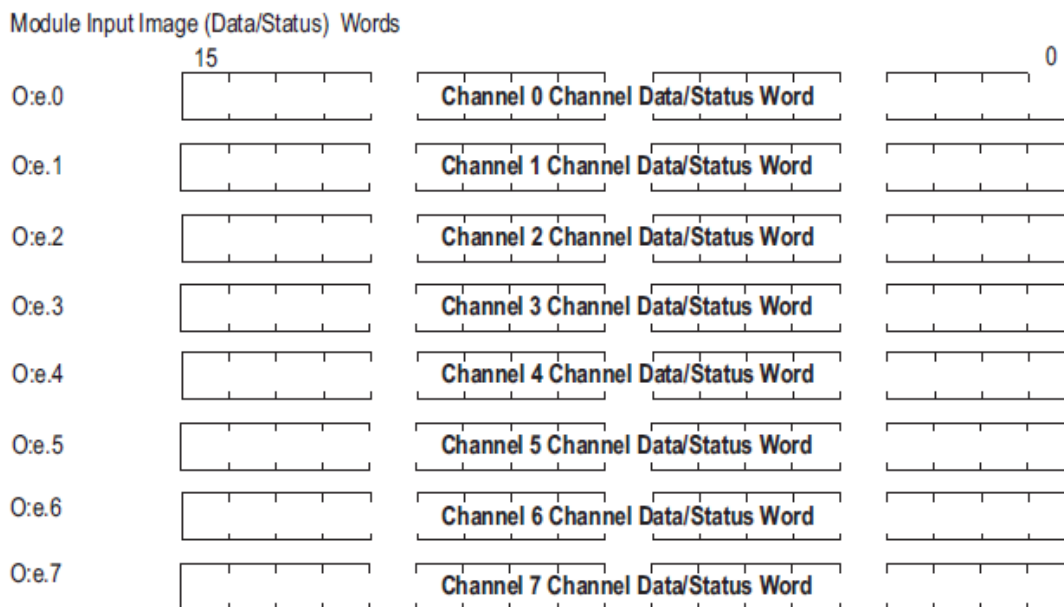 Module Input Image (Data/Status) Words
15 0
O:e.0 Channel 0 Channel Data/Status Word
O:e.1 Channel 1 Channel Data/Status Word
O:e.2 Channel 2 Channel Data/Status Word
O:e.3 Channel 3 Channel Data/Status Word
O:e.4 Channel 4 Channel Data/Status Word
O:e.5 Channel 5 Channel Data/Status Word
O:e.6 Channel 6 Channel Data/Status Word
O:e.7 Channel 7 Channel Data/Status Word